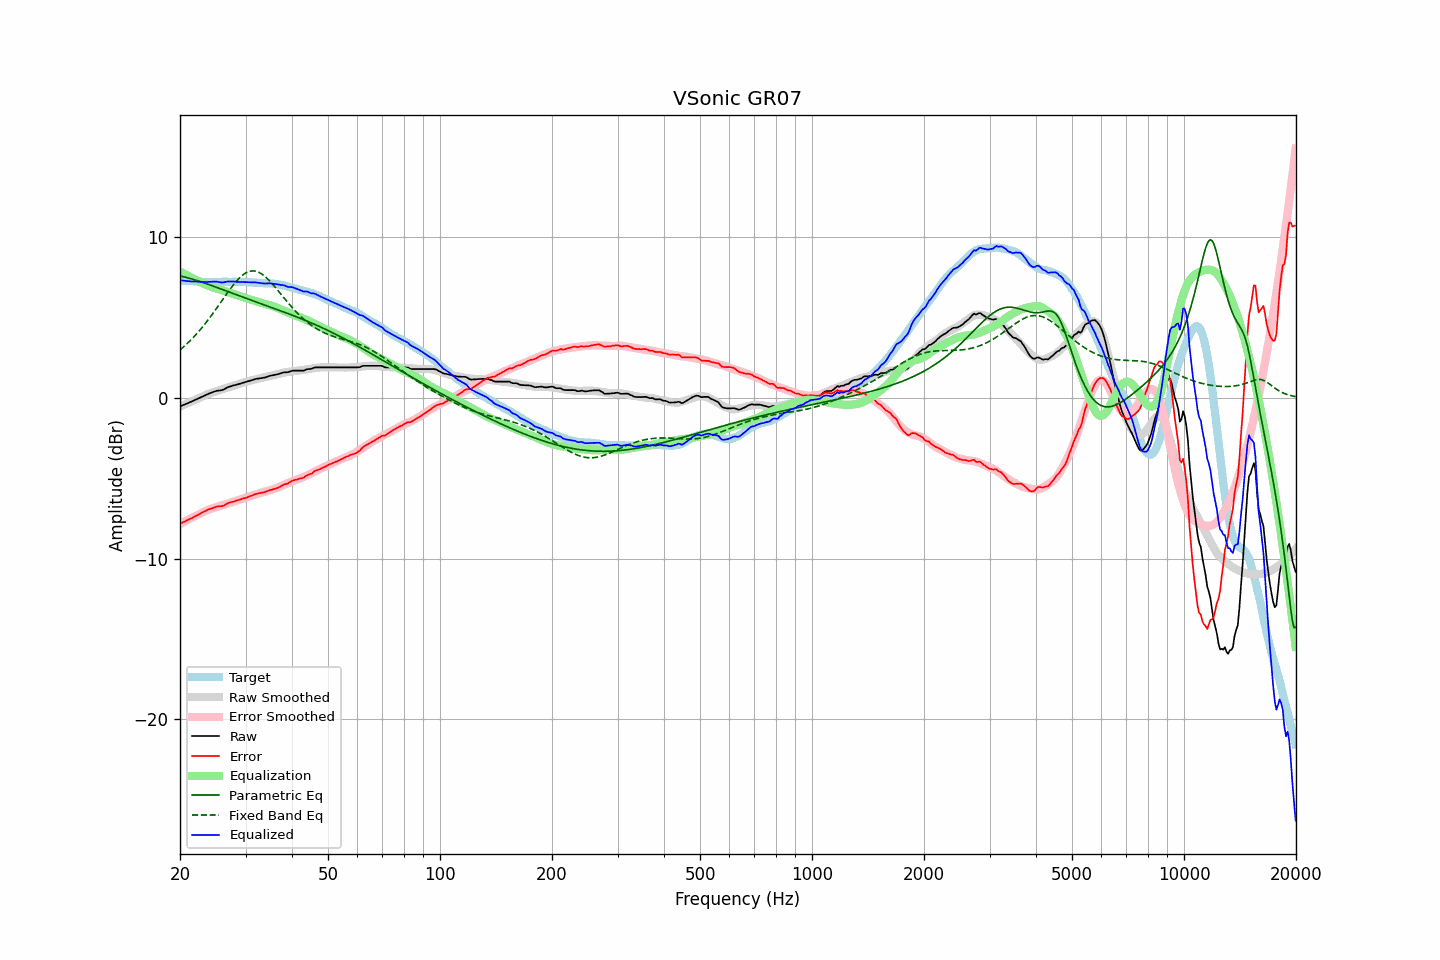 VSonic GR07
Amplitude (dBr)
10
0
−10
−20
Target
Raw Smoothed
Error Smoothed
Raw
Error
Equalization
Parametric Eq
Fixed Band Eq
Equalized
20
50
100
200
500
1000
2000
5000
10000
20000
Frequency (Hz)